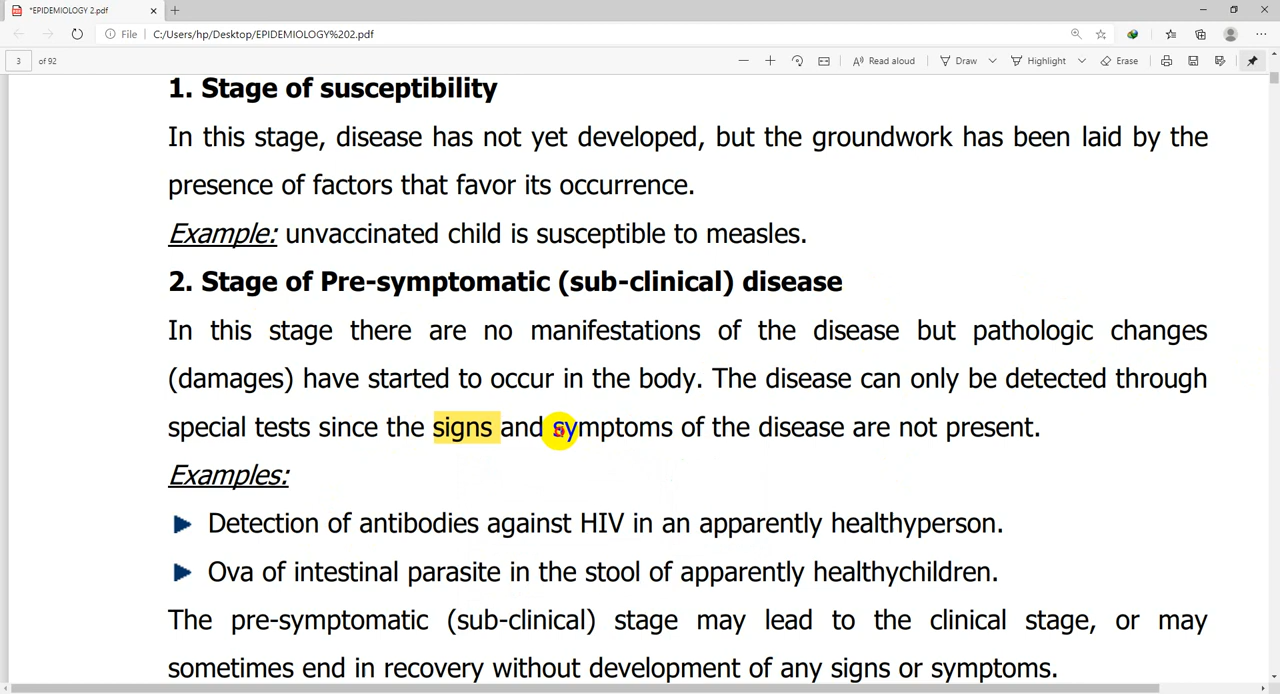 *EPIDEMIOLOGY 2.pdf
File C:/Users/hp/Desktop/EPIDEMIOLOGY%202.pdf
3 of 92 Read aloud Draw Highlight Erase
1. Stage of susceptibility
In this stage, disease has not yet developed, but the groundwork has been laid by the
presence of factors that favor its occurrence.
Example: unvaccinated child is susceptible to measles.
2. Stage of Pre-symptomatic (sub-clinical) disease
In this stage there are no manifestations of the disease but pathologic changes
(damages) have started to occur in the body. The disease can only be detected through
special tests since the signs and symptoms of the disease are not present.
Examples:
Detection of antibodies against HIV in an apparently healthyperson.
Ova of intestinal parasite in the stool of apparently healthychildren.
The pre-symptomatic (sub-clinical) stage may lead to the clinical stage, or may
sometimes end in recovery without development of any signs or symptoms.